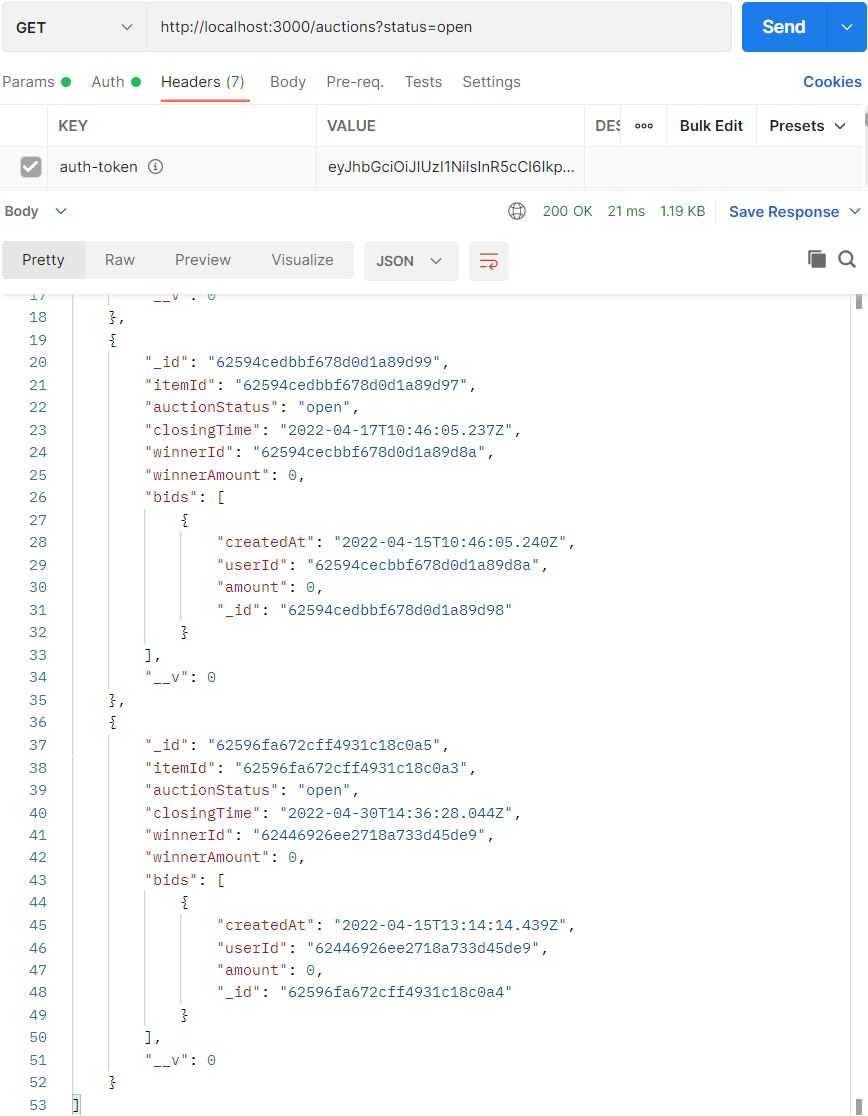 GET http://localhost:3000/auctions?status=open Send
Params Auth Headers (7) Body Pre-req. Tests Settings Cookies
KEY VALUE DES ooo Bulk Edit Presets
auth-token eyJhbGciOiJIUzI1NiIsInR5cCI6Ikp...
Body 200 OK 21 ms 1.19 KB Save Response
Pretty Raw Preview Visualize JSON
17 "__v": 0
18 },
19 {
20 "_id": "62594cedbbf678d0d1a89d99",
21 "itemId": "62594cedbbf678d0d1a89d97",
22 "auctionStatus": "open",
23 "closingTime": "2022-04-17T10:46:05.237Z",
24 "winnerId": "62594cecbbf678d0d1a89d8a",
25 "winnerAmount": 0,
26 "bids": [
27 {
28 "createdAt": "2022-04-15T10:46:05.240Z",
29 "userId": "62594cecbbf678d0d1a89d8a",
30 "amount": 0,
31 "_id": "62594cedbbf678d0d1a89d98"
32 }
33 ],
34 "__v": 0
35 },
36 {
37 "_id": "62596fa672cff4931c18c0a5",
38 "itemId": "62596fa672cff4931c18c0a3",
39 "auctionStatus": "open",
40 "closingTime": "2022-04-30T14:36:28.044Z",
41 "winnerId": "62446926ee2718a733d45de9",
42 "winnerAmount": 0,
43 "bids": [
44 {
45 "createdAt": "2022-04-15T13:14:14.439Z",
46 "userId": "62446926ee2718a733d45de9",
47 "amount": 0,
48 "_id": "62596fa672cff4931c18c0a4"
49 }
50 ],
51 "__v": 0
52 }
53 ]